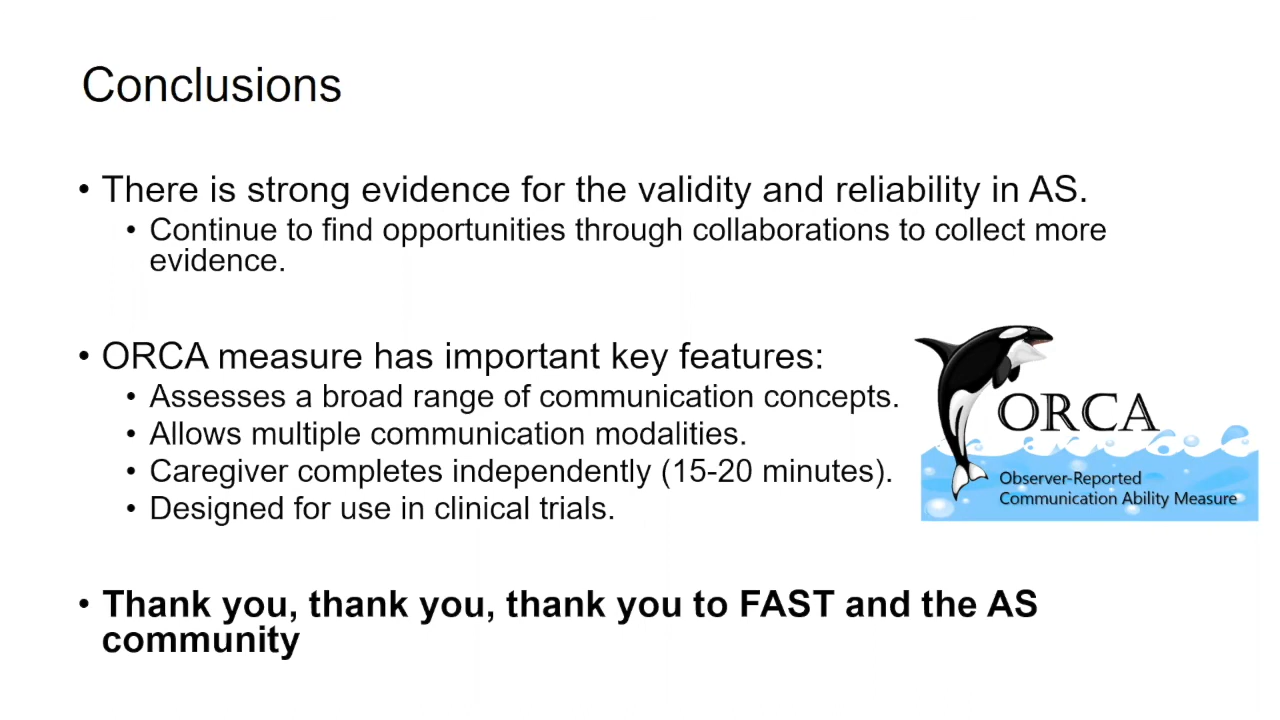 Conclusions
• There is strong evidence for the validity and reliability in AS.
• Continue to find opportunities through collaborations to collect more
evidence.
• ORCA measure has important key features:
• Assesses a broad range of communication concepts.
• Allows multiple communication modalities.
• Caregiver completes independently (15-20 minutes).
• Designed for use in clinical trials.
ORCA
Observer-Reported
Communication Ability Measure
• Thank you, thank you, thank you to FAST and the AS
community